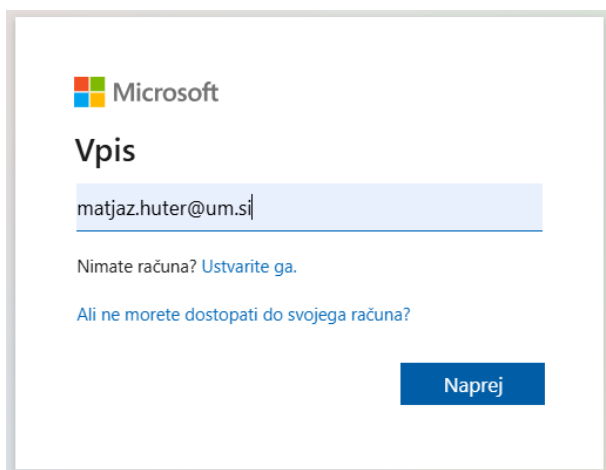 Microsoft
Vpis
matjaz.huter@um.si
Nimate računa? Ustvarite ga.
Ali ne morete dostopati do svojega računa?
Naprej